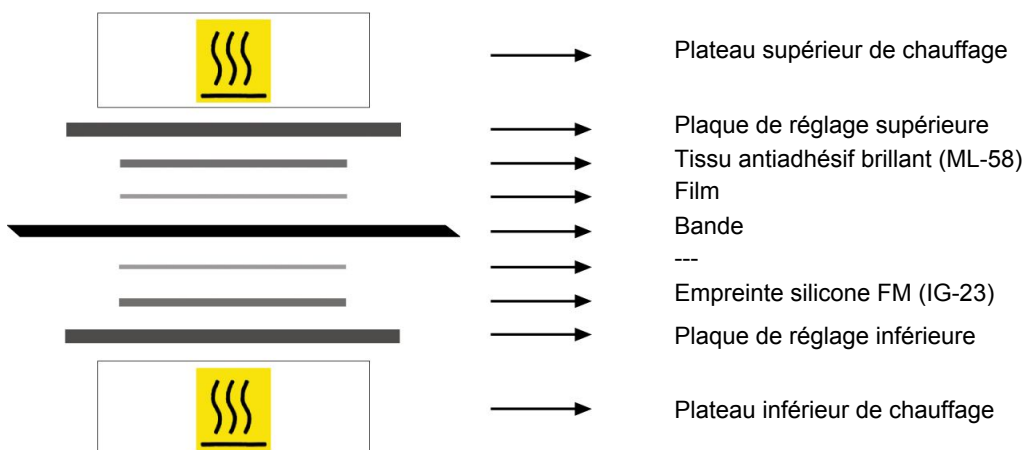 Plateau supérieur de chauffage
Plaque de réglage supérieure
Tissu antiadhésif brillant (ML-58)
Film
Bande
---
Empreinte silicone FM (IG-23)
Plaque de réglage inférieure
Plateau inférieur de chauffage